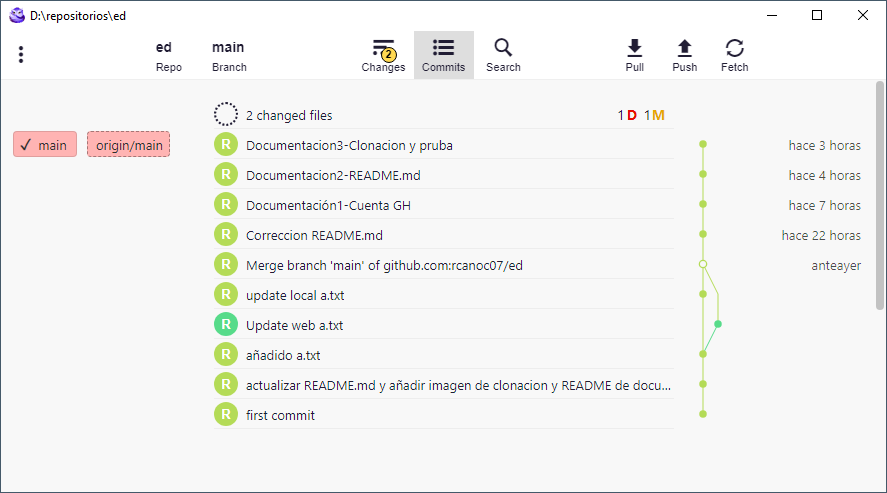 D:\repositorios\ed
ed
Repo
main
Branch
2
Changes
Commits
Search
Pull
Push
Fetch
2 changed files 1 D 1 M
main origin/main R Documentacion3-Clonacion y pruba hace 3 horas
R Documentacion2-README.md hace 4 horas
R Documentación1-Cuenta GH hace 7 horas
R Correccion README.md hace 22 horas
R Merge branch 'main' of github.com:rcanoc07/ed anteayer
R update local a.txt
R Update web a.txt
R añadido a.txt
R actualizar README.md y añadir imagen de clonacion y README de docu...
R first commit